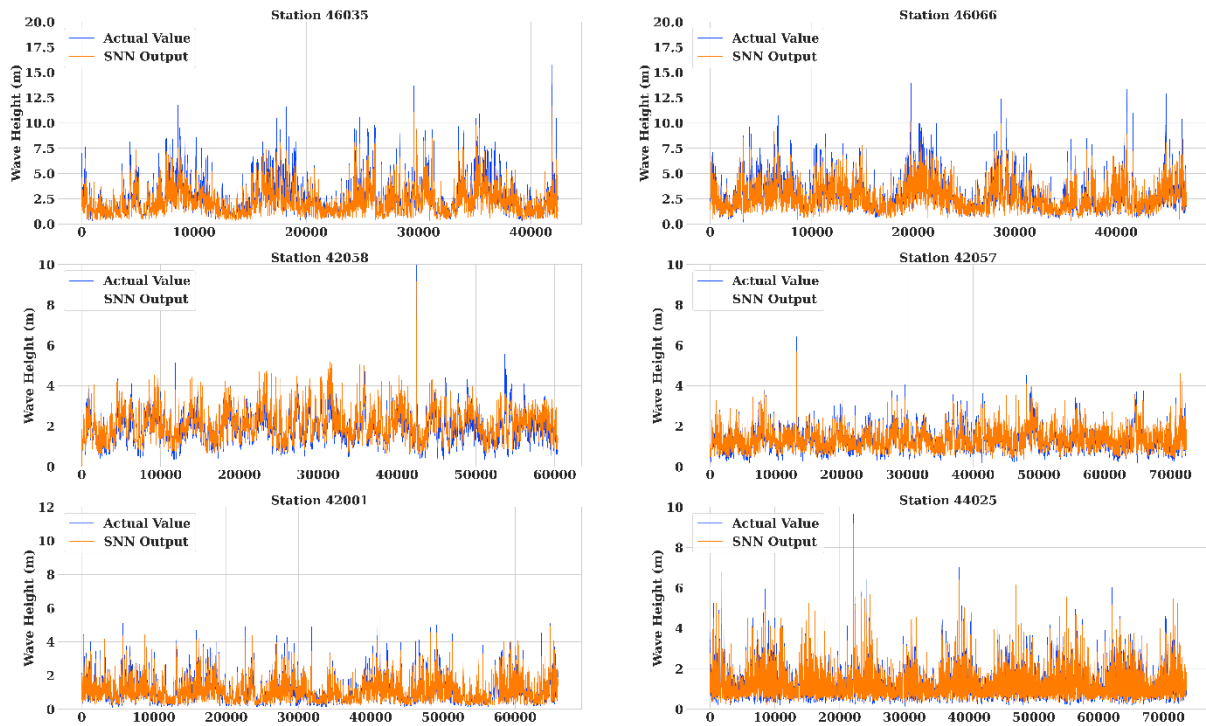 Station 46035
20.0
17.5
15.0
12.5
10.0
7.5
5.0
2.5
0.0
Wave Height (m)
Actual Value
SNN Output
0 10000 20000 30000 40000
Station 46066
20.0
17.5
15.0
12.5
10.0
7.5
5.0
2.5
0.0
Wave Height (m)
Actual Value
SNN Output
0 10000 20000 30000 40000
Station 42058
10
8
6
4
2
0
Wave Height (m)
Actual Value
SNN Output
0 10000 20000 30000 40000 50000 60000
Station 42057
10
8
6
4
2
0
Wave Height (m)
Actual Value
SNN Output
0 10000 20000 30000 40000 50000 60000 70000
Station 42001
12
10
8
6
4
2
0
Wave Height (m)
Actual Value
SNN Output
0 10000 20000 30000 40000 50000 60000
Station 44025
10
8
6
4
2
0
Wave Height (m)
Actual Value
SNN Output
0 10000 20000 30000 40000 50000 60000 70000